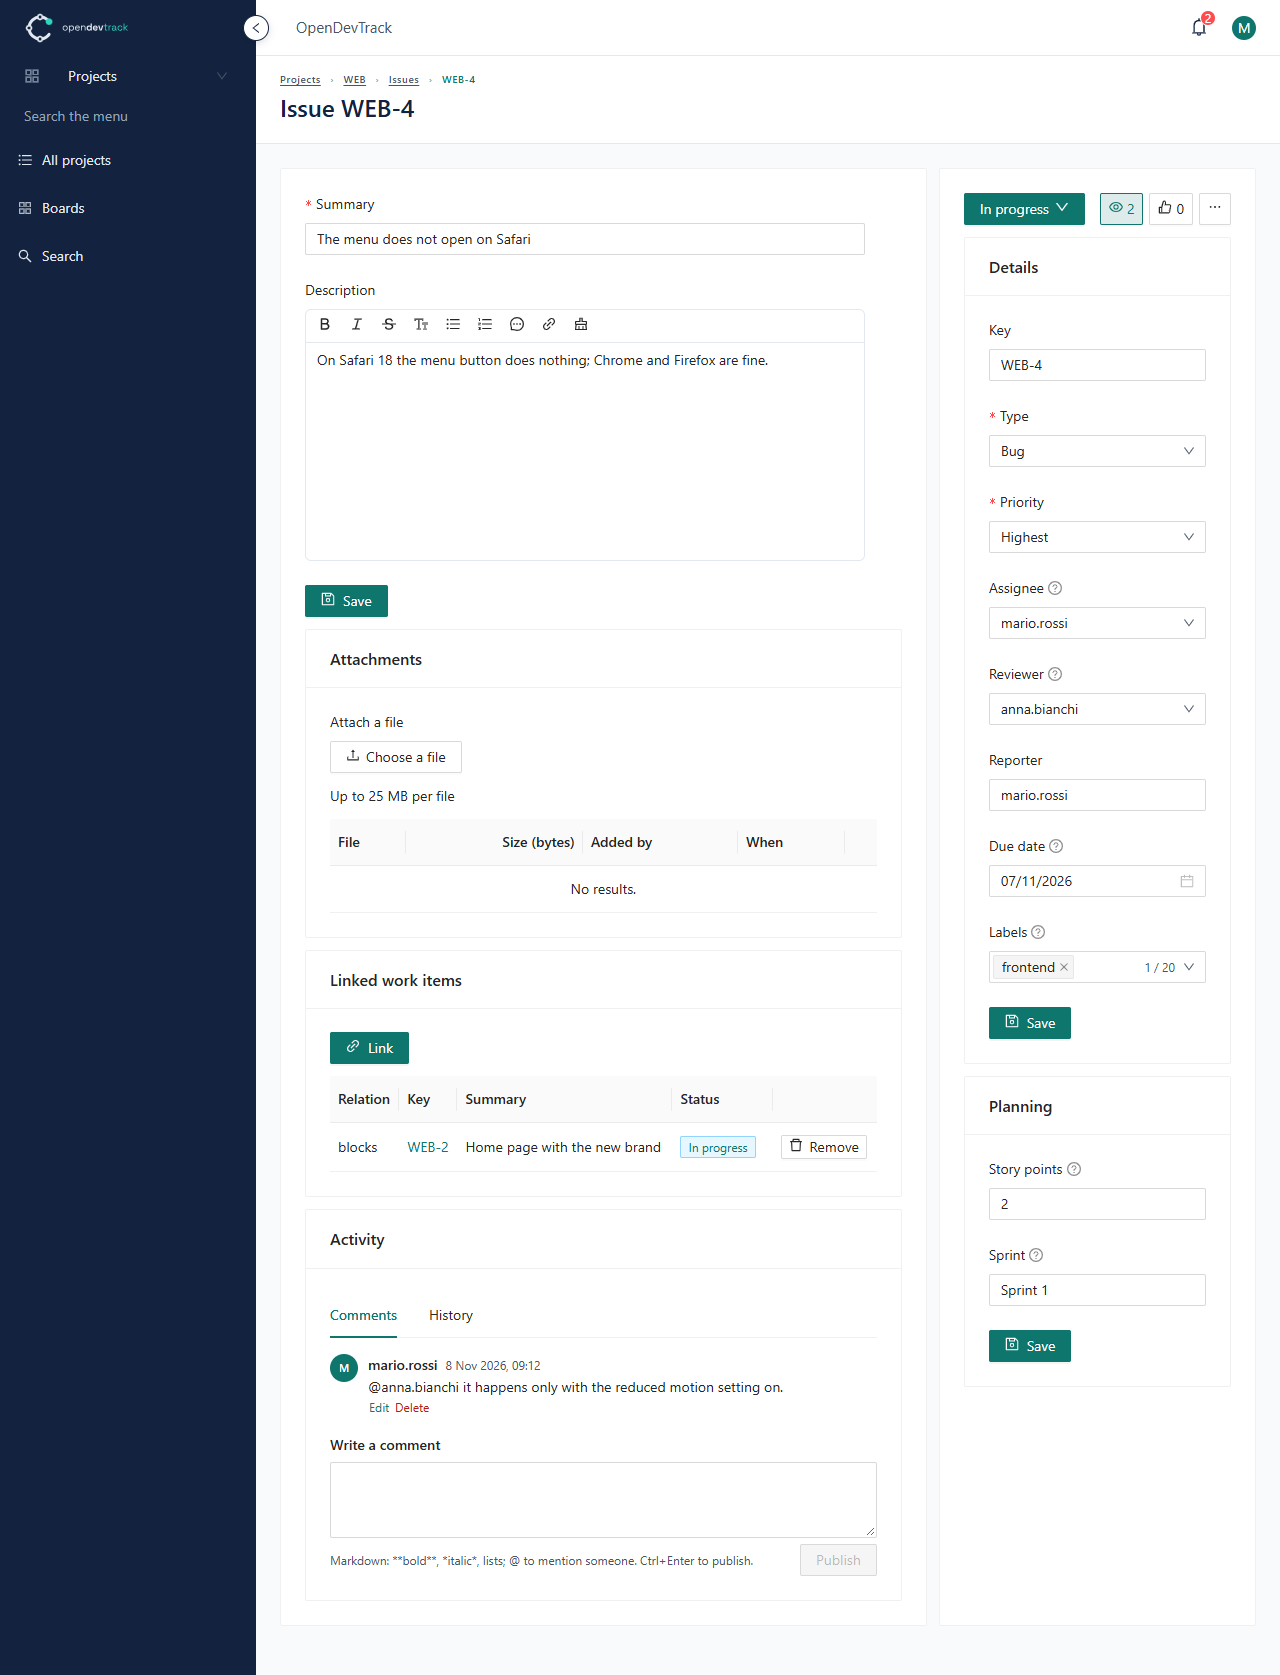 opendevtrack
Projects
Search the menu
All projects
Boards
Search
OpenDevTrack
2
M
Projects › WEB › Issues › WEB-4
Issue WEB-4
* Summary
The menu does not open on Safari
Description
On Safari 18 the menu button does nothing; Chrome and Firefox are fine.
Save
Attachments
Attach a file
Choose a file
Up to 25 MB per file
File Size (bytes) Added by When
No results.
Linked work items
Link
Relation Key Summary Status
blocks WEB-2 Home page with the new brand In progress Remove
Activity
Comments History
M mario.rossi 8 Nov 2026, 09:12
@anna.bianchi it happens only with the reduced motion setting on.
Edit Delete
Write a comment
Markdown: **bold**, *italic*, lists; @ to mention someone. Ctrl+Enter to publish.
Publish
In progress 2 0 ...
Details
Key
WEB-4
* Type
Bug
* Priority
Highest
Assignee
mario.rossi
Reviewer
anna.bianchi
Reporter
mario.rossi
Due date
07/11/2026
Labels
frontend 1 / 20
Save
Planning
Story points
2
Sprint
Sprint 1
Save